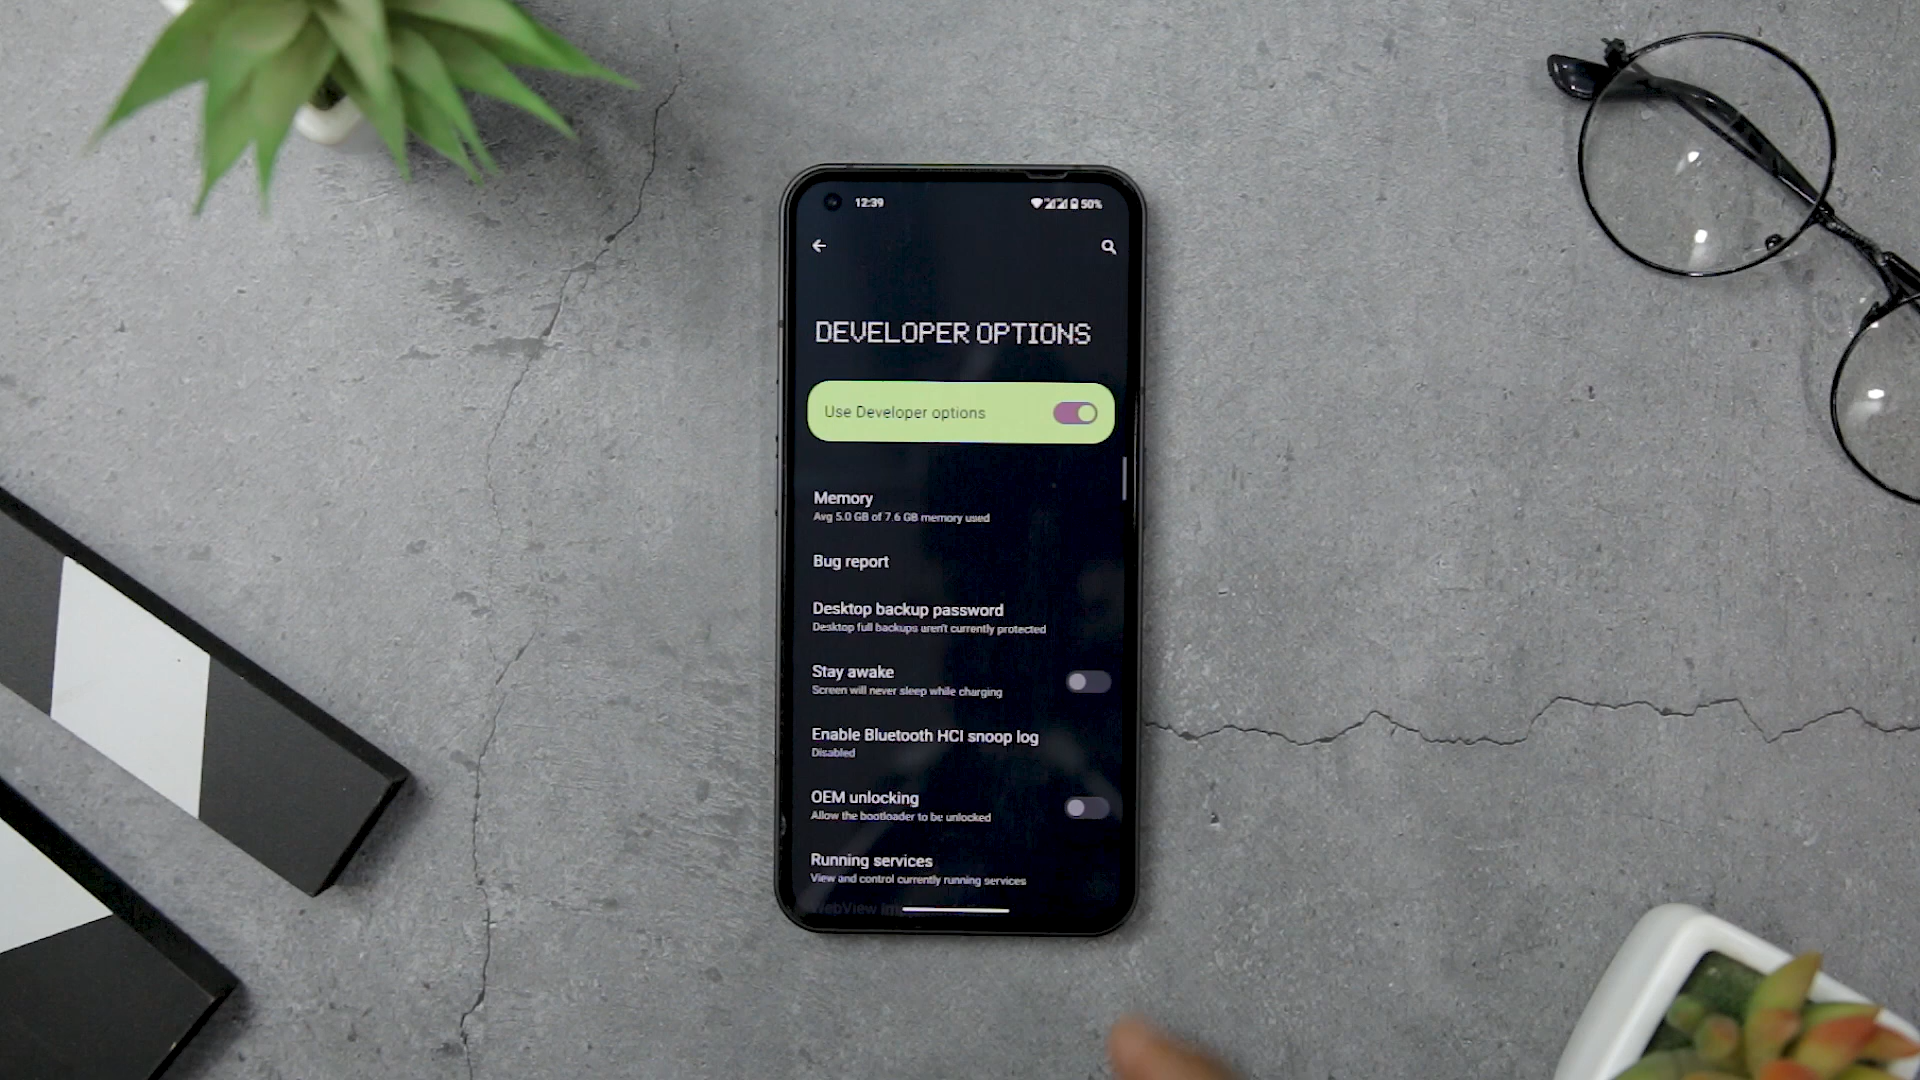 12:39
50%
DEVELOPER OPTIONS
Use Developer options
Memory
Avg 5.0 GB of 7.6 GB memory used
Bug report
Desktop backup password
Desktop full backups aren't currently protected
Stay awake
Screen will never sleep while charging
Enable Bluetooth HCI snoop log
Disabled
OEM unlocking
Allow the bootloader to be unlocked
Running services
View and control currently running services
WebView